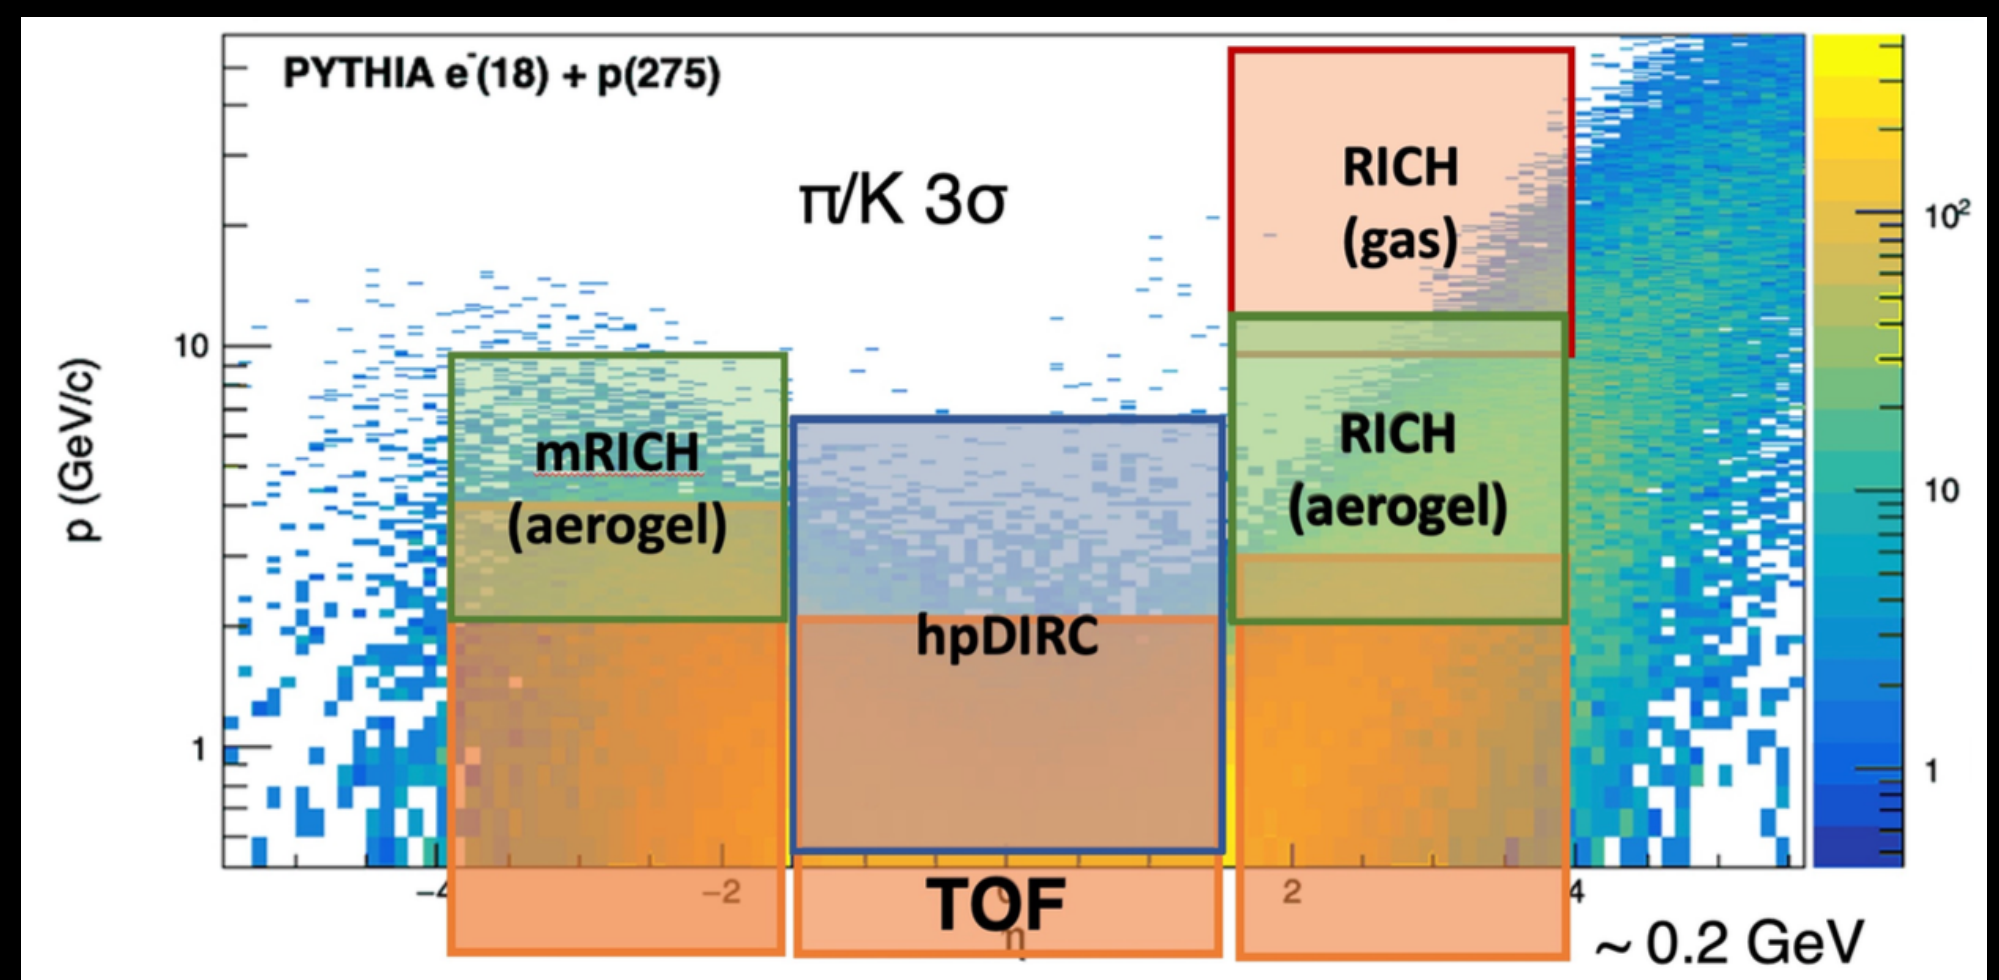 PYTHIA e⁻(18) + p(275)
π/K 3σ
RICH
(gas)
10²
10
p (GeV/c)
mRICH
(aerogel)
RICH
(aerogel)
10
hpDIRC
1
1
−4
−2
0
2
4
TOF
η
~ 0.2 GeV